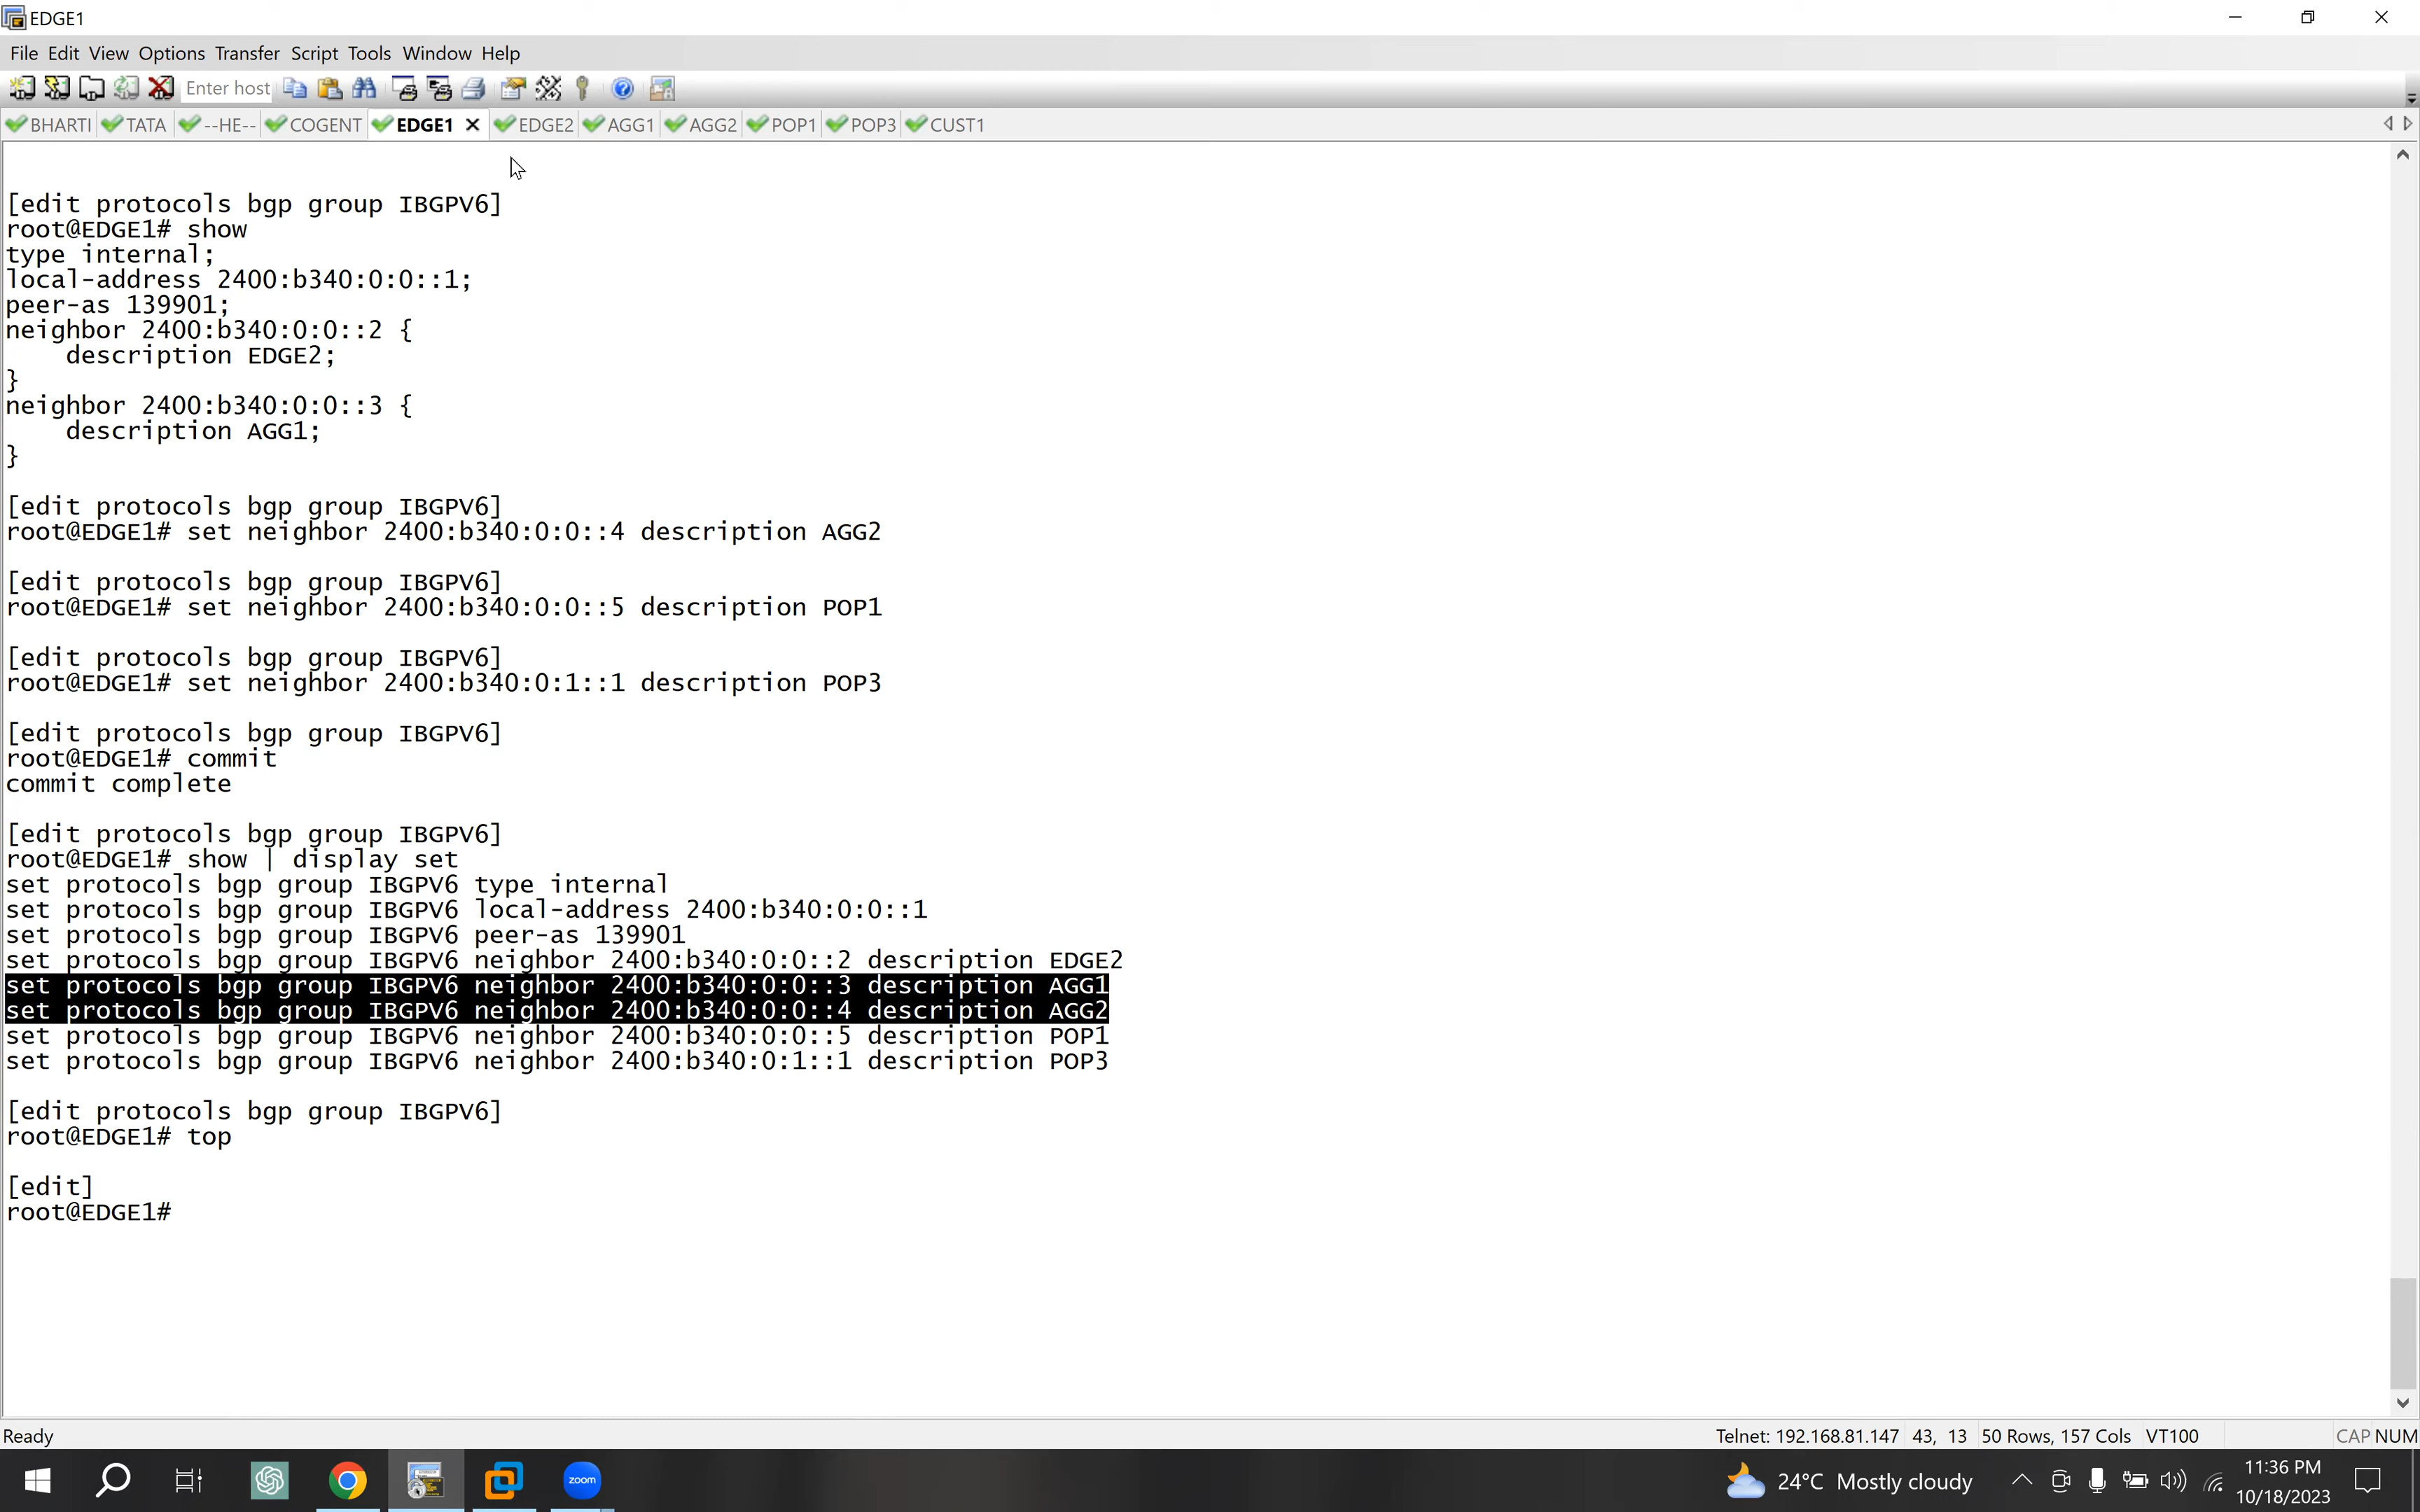 EDGE1
File Edit View Options Transfer Script Tools Window Help
Enter host
BHARTI TATA --HE-- COGENT EDGE1 EDGE2 AGG1 AGG2 POP1 POP3 CUST1
[edit protocols bgp group IBGPV6]
root@EDGE1# show
type internal;
local-address 2400:b340:0:0::1;
peer-as 139901;
neighbor 2400:b340:0:0::2 {
    description EDGE2;
}
neighbor 2400:b340:0:0::3 {
    description AGG1;
}
[edit protocols bgp group IBGPV6]
root@EDGE1# set neighbor 2400:b340:0:0::4 description AGG2
[edit protocols bgp group IBGPV6]
root@EDGE1# set neighbor 2400:b340:0:0::5 description POP1
[edit protocols bgp group IBGPV6]
root@EDGE1# set neighbor 2400:b340:0:1::1 description POP3
[edit protocols bgp group IBGPV6]
root@EDGE1# commit
commit complete
[edit protocols bgp group IBGPV6]
root@EDGE1# show | display set
set protocols bgp group IBGPV6 type internal
set protocols bgp group IBGPV6 local-address 2400:b340:0:0::1
set protocols bgp group IBGPV6 peer-as 139901
set protocols bgp group IBGPV6 neighbor 2400:b340:0:0::2 description EDGE2
set protocols bgp group IBGPV6 neighbor 2400:b340:0:0::3 description AGG1
set protocols bgp group IBGPV6 neighbor 2400:b340:0:0::4 description AGG2
set protocols bgp group IBGPV6 neighbor 2400:b340:0:0::5 description POP1
set protocols bgp group IBGPV6 neighbor 2400:b340:0:1::1 description POP3
[edit protocols bgp group IBGPV6]
root@EDGE1# top
[edit]
root@EDGE1#
Ready Telnet: 192.168.81.147 43, 13 50 Rows, 157 Cols VT100 CAP NUM
zoom 24°C Mostly cloudy 11:36 PM
10/18/2023